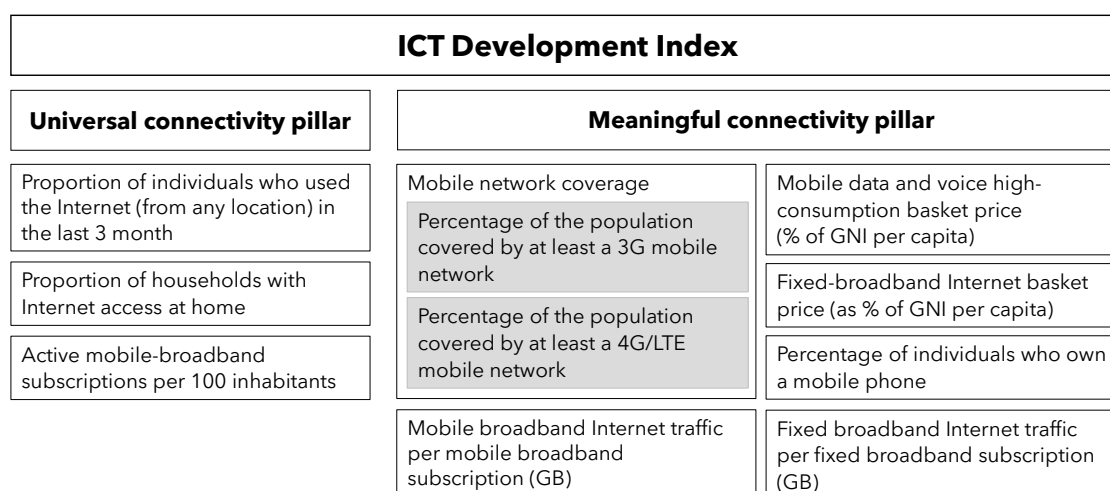 ICT Development Index
Universal connectivity pillar
Meaningful connectivity pillar
Proportion of individuals who used
the Internet (from any location) in
the last 3 month
Proportion of households with
Internet access at home
Active mobile-broadband
subscriptions per 100 inhabitants
Mobile network coverage
Percentage of the population
covered by at least a 3G mobile
network
Percentage of the population
covered by at least a 4G/LTE
mobile network
Mobile broadband Internet traffic
per mobile broadband
subscription (GB)
Mobile data and voice high-
consumption basket price
(% of GNI per capita)
Fixed-broadband Internet basket
price (as % of GNI per capita)
Percentage of individuals who own
a mobile phone
Fixed broadband Internet traffic
per fixed broadband subscription
(GB)